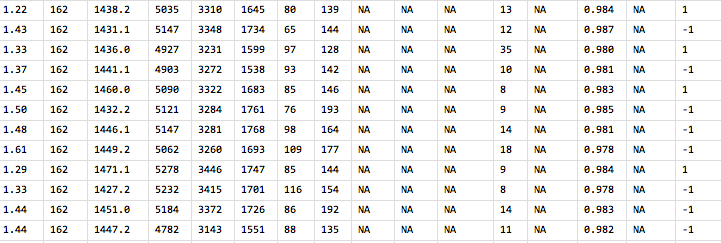 1.22 162 1438.2 5035 3310 1645 80 139 NA NA NA 13 NA 0.984 NA 1
1.43 162 1431.1 5147 3348 1734 65 144 NA NA NA 12 NA 0.987 NA -1
1.33 162 1436.0 4927 3231 1599 97 128 NA NA NA 35 NA 0.980 NA 1
1.37 162 1441.1 4903 3272 1538 93 142 NA NA NA 10 NA 0.981 NA -1
1.45 162 1460.0 5090 3322 1683 85 146 NA NA NA 8 NA 0.983 NA 1
1.50 162 1432.2 5121 3284 1761 76 193 NA NA NA 9 NA 0.985 NA -1
1.48 162 1446.1 5147 3281 1768 98 164 NA NA NA 14 NA 0.981 NA -1
1.61 162 1449.2 5062 3260 1693 109 177 NA NA NA 18 NA 0.978 NA -1
1.29 162 1471.1 5278 3446 1747 85 144 NA NA NA 9 NA 0.984 NA 1
1.33 162 1427.2 5232 3415 1701 116 154 NA NA NA 8 NA 0.978 NA -1
1.44 162 1451.0 5184 3372 1726 86 192 NA NA NA 14 NA 0.983 NA -1
1.44 162 1447.2 4782 3143 1551 88 135 NA NA NA 11 NA 0.982 NA -1